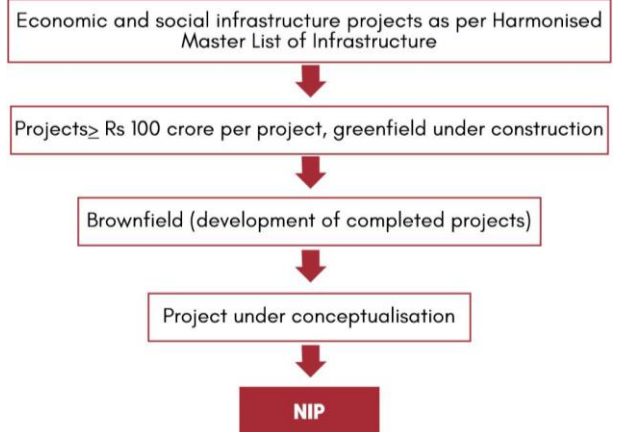 Economic and social infrastructure projects as per Harmonised
Master List of Infrastructure
Projects≥ Rs 100 crore per project, greenfield under construction
Brownfield (development of completed projects)
Project under conceptualisation
NIP